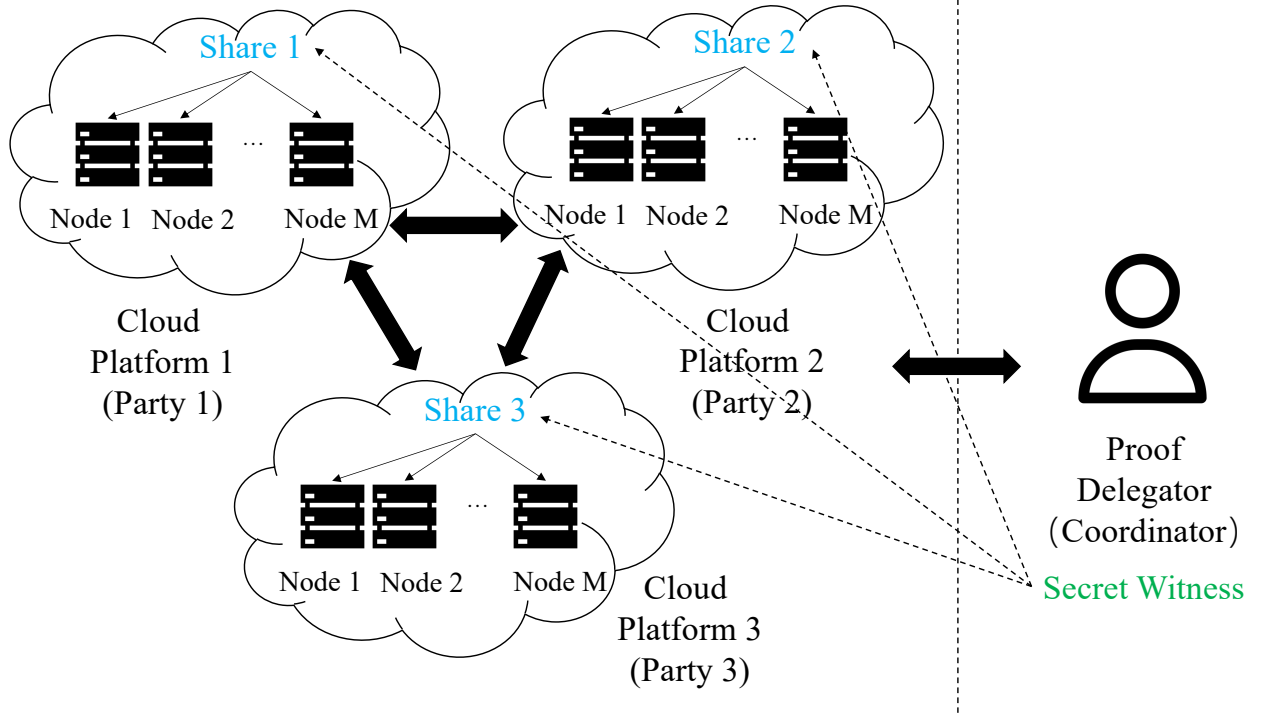 Share 1
…
Node 1 Node 2 Node M
Cloud
Platform 1
(Party 1)
Share 2
…
Node 1 Node 2 Node M
Cloud
Platform 2
(Party 2)
Share 3
…
Node 1 Node 2 Node M
Cloud
Platform 3
(Party 3)
Proof
Delegator
（Coordinator）
Secret Witness